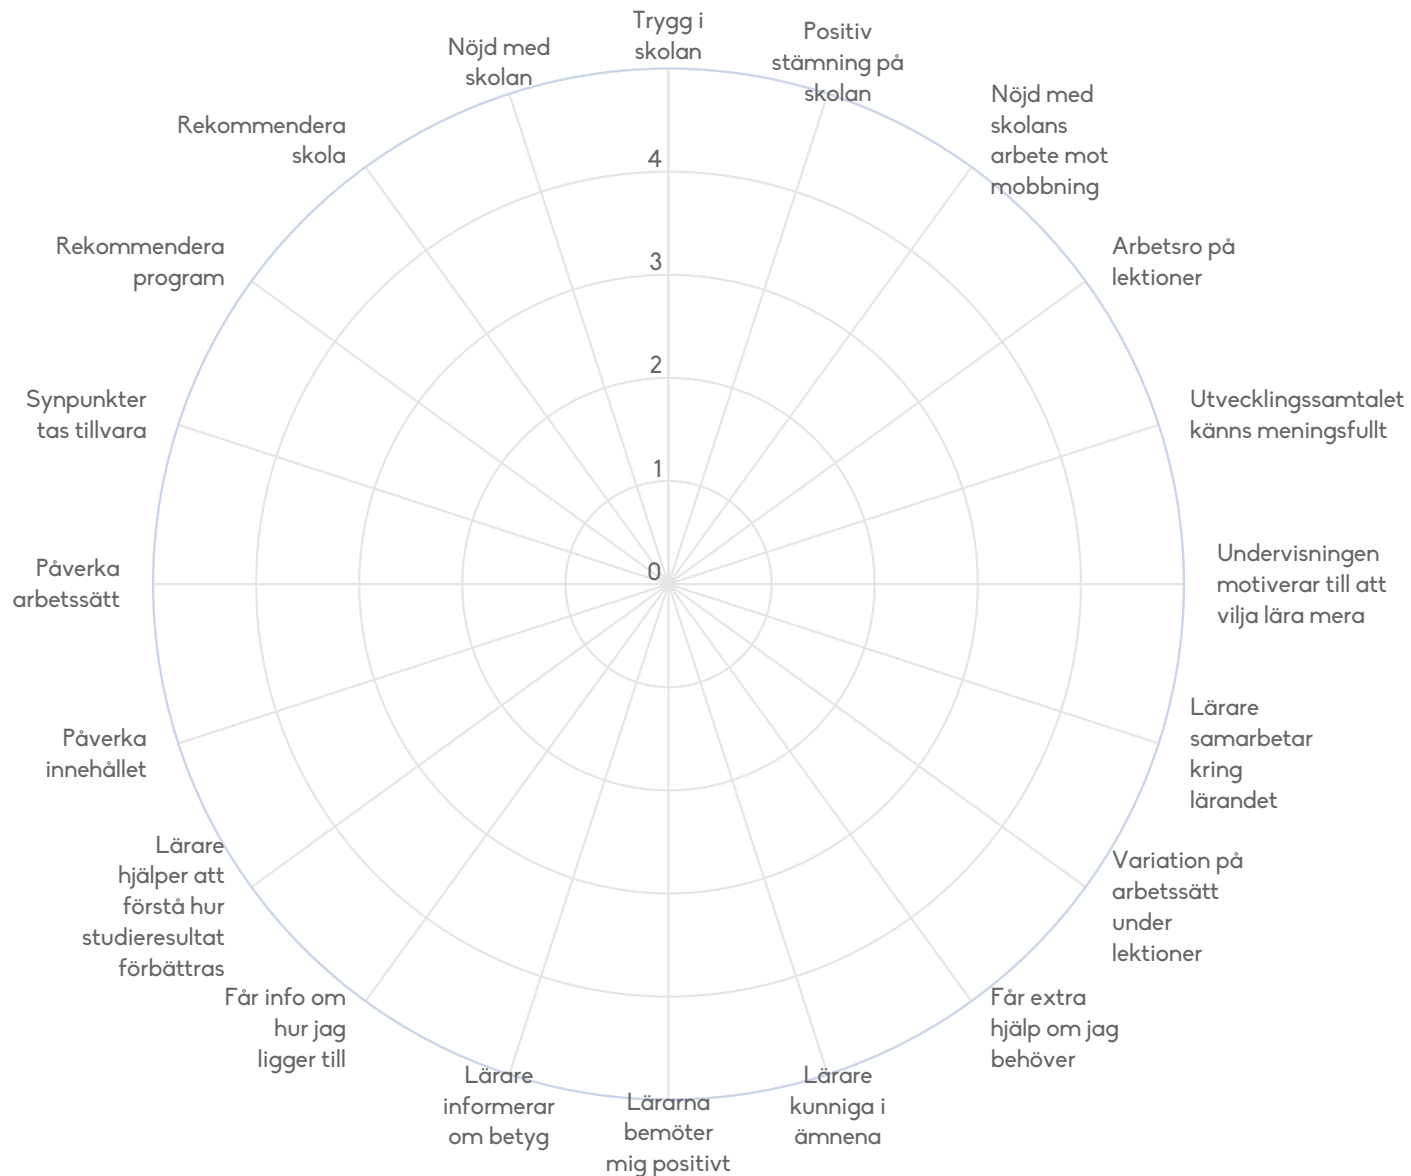 Trygg i
skolan
Positiv
stämning på
skolan
Nöjd med
skolans
arbete mot
mobbning
Arbetsro på
lektioner
Utvecklingssamtalet
känns meningsfullt
Undervisningen
motiverar till att
vilja lära mera
Lärare
samarbetar
kring
lärandet
Variation på
arbetssätt
under
lektioner
Får extra
hjälp om jag
behöver
Lärare
kunniga i
ämnena
Lärarna
bemöter
mig positivt
Lärare
informerar
om betyg
Får info om
hur jag
ligger till
Lärare
hjälper att
förstå hur
studieresultat
förbättras
Påverka
innehållet
Påverka
arbetssätt
Synpunkter
tas tillvara
Rekommendera
program
Rekommendera
skola
Nöjd med
skolan
4
3
2
1
0